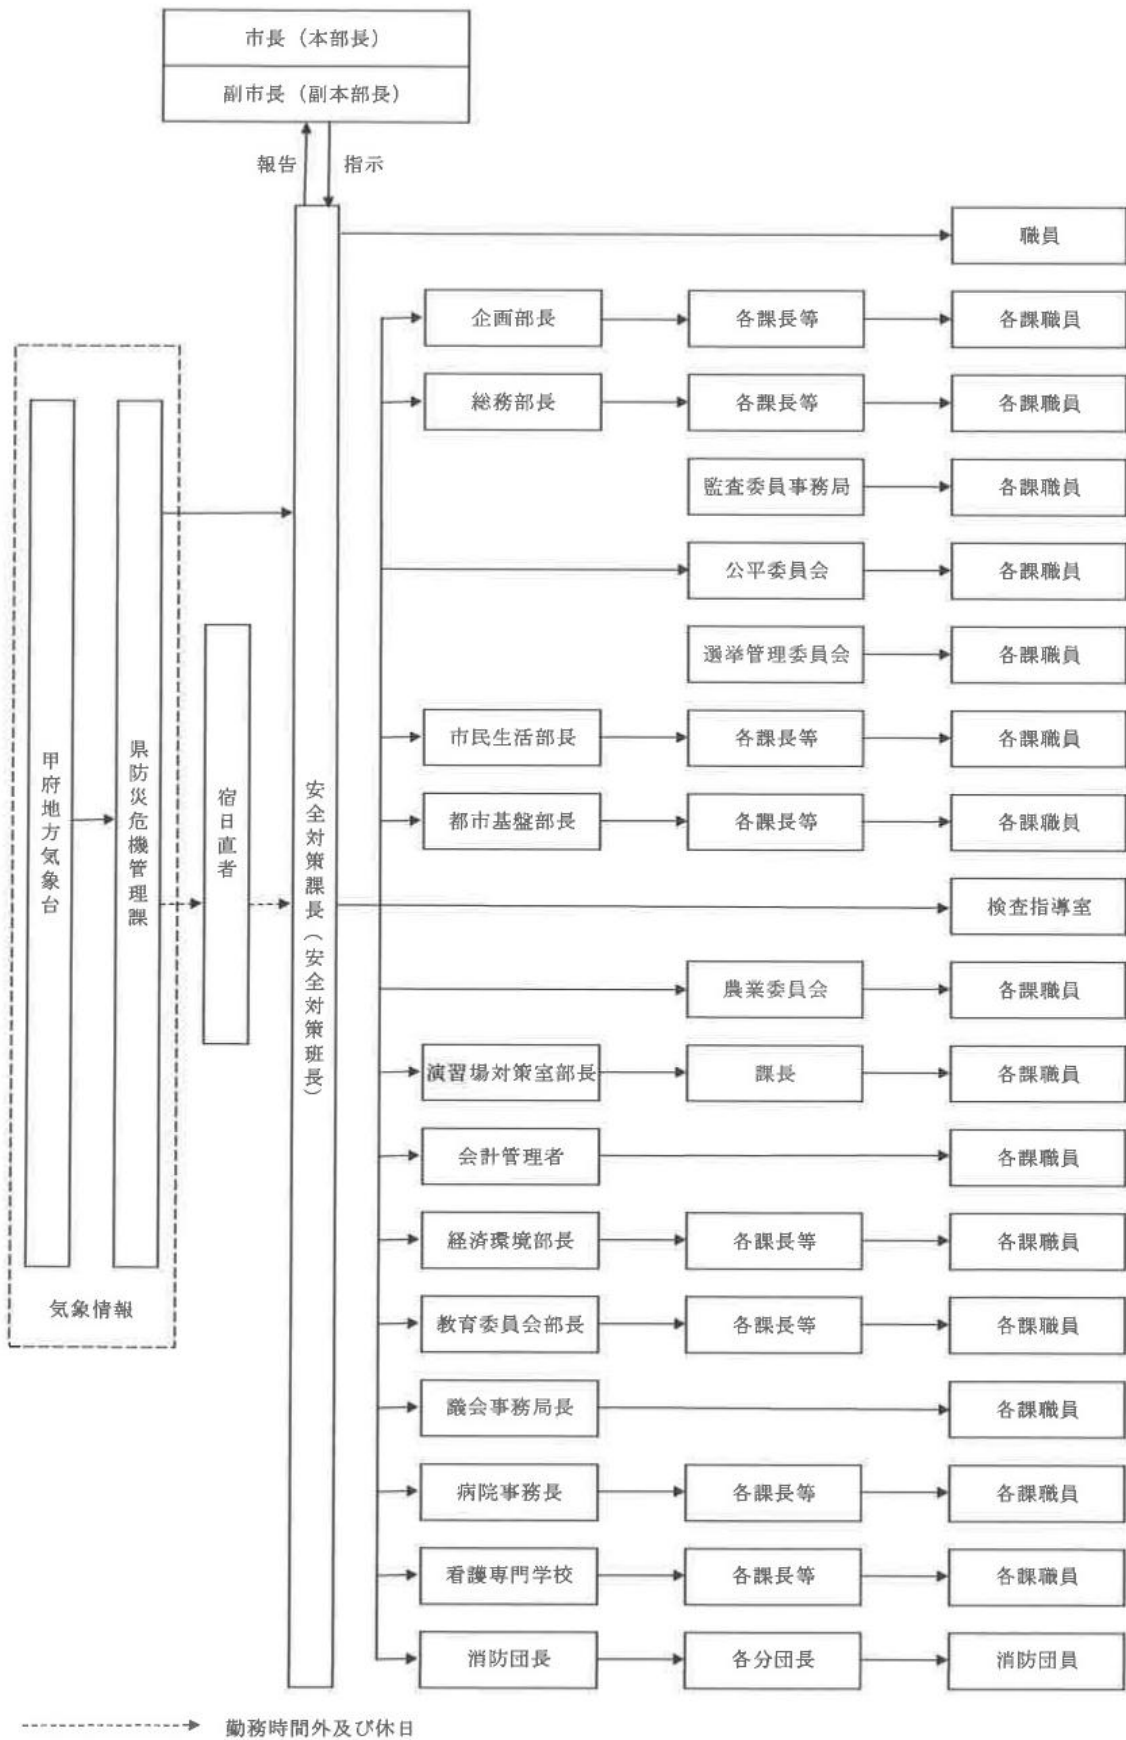 市長（本部長）
副市長（副本部長）
報告
指示
職員
企画部長
各課長等
各課職員
総務部長
各課長等
各課職員
監査委員事務局
各課職員
公平委員会
各課職員
選挙管理委員会
各課職員
市民生活部長
各課長等
各課職員
都市基盤部長
各課長等
各課職員
甲府地方気象台
県防災危機管理課
宿日直者
安全対策課長（安全対策班長）
検査指導室
農業委員会
各課職員
演習場対策室部長
課長
各課職員
会計管理者
各課職員
経済環境部長
各課長等
各課職員
気象情報
教育委員会部長
各課長等
各課職員
議会事務局長
各課職員
病院事務長
各課長等
各課職員
看護専門学校
各課長等
各課職員
消防団長
各分団長
消防団員
勤務時間外及び休日